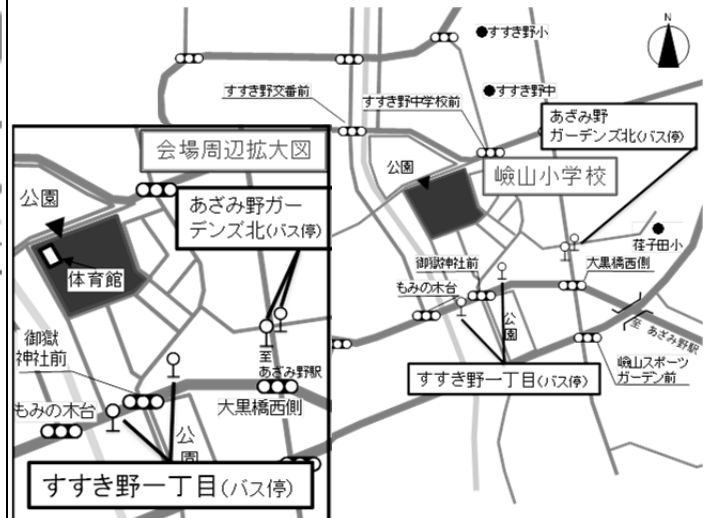 N
すすき野小
すすき野交番前
すすき野中
すすき野中学校前
あざみ野
ガーデンズ北(バス停)
公園
嶮山小学校
荏子田小
御嶽神社前
大黒橋西側
もみの木台
公
園
至 あざみ野駅
嶮山スポーツ
ガーデン前
すすき野一丁目(バス停)
会場周辺拡大図
公園
あざみ野ガー
デンズ北(バス停)
体育館
御嶽
神社前
至
あざみ野駅
もみの木台
大黒橋西側
公
園
すすき野一丁目(バス停)